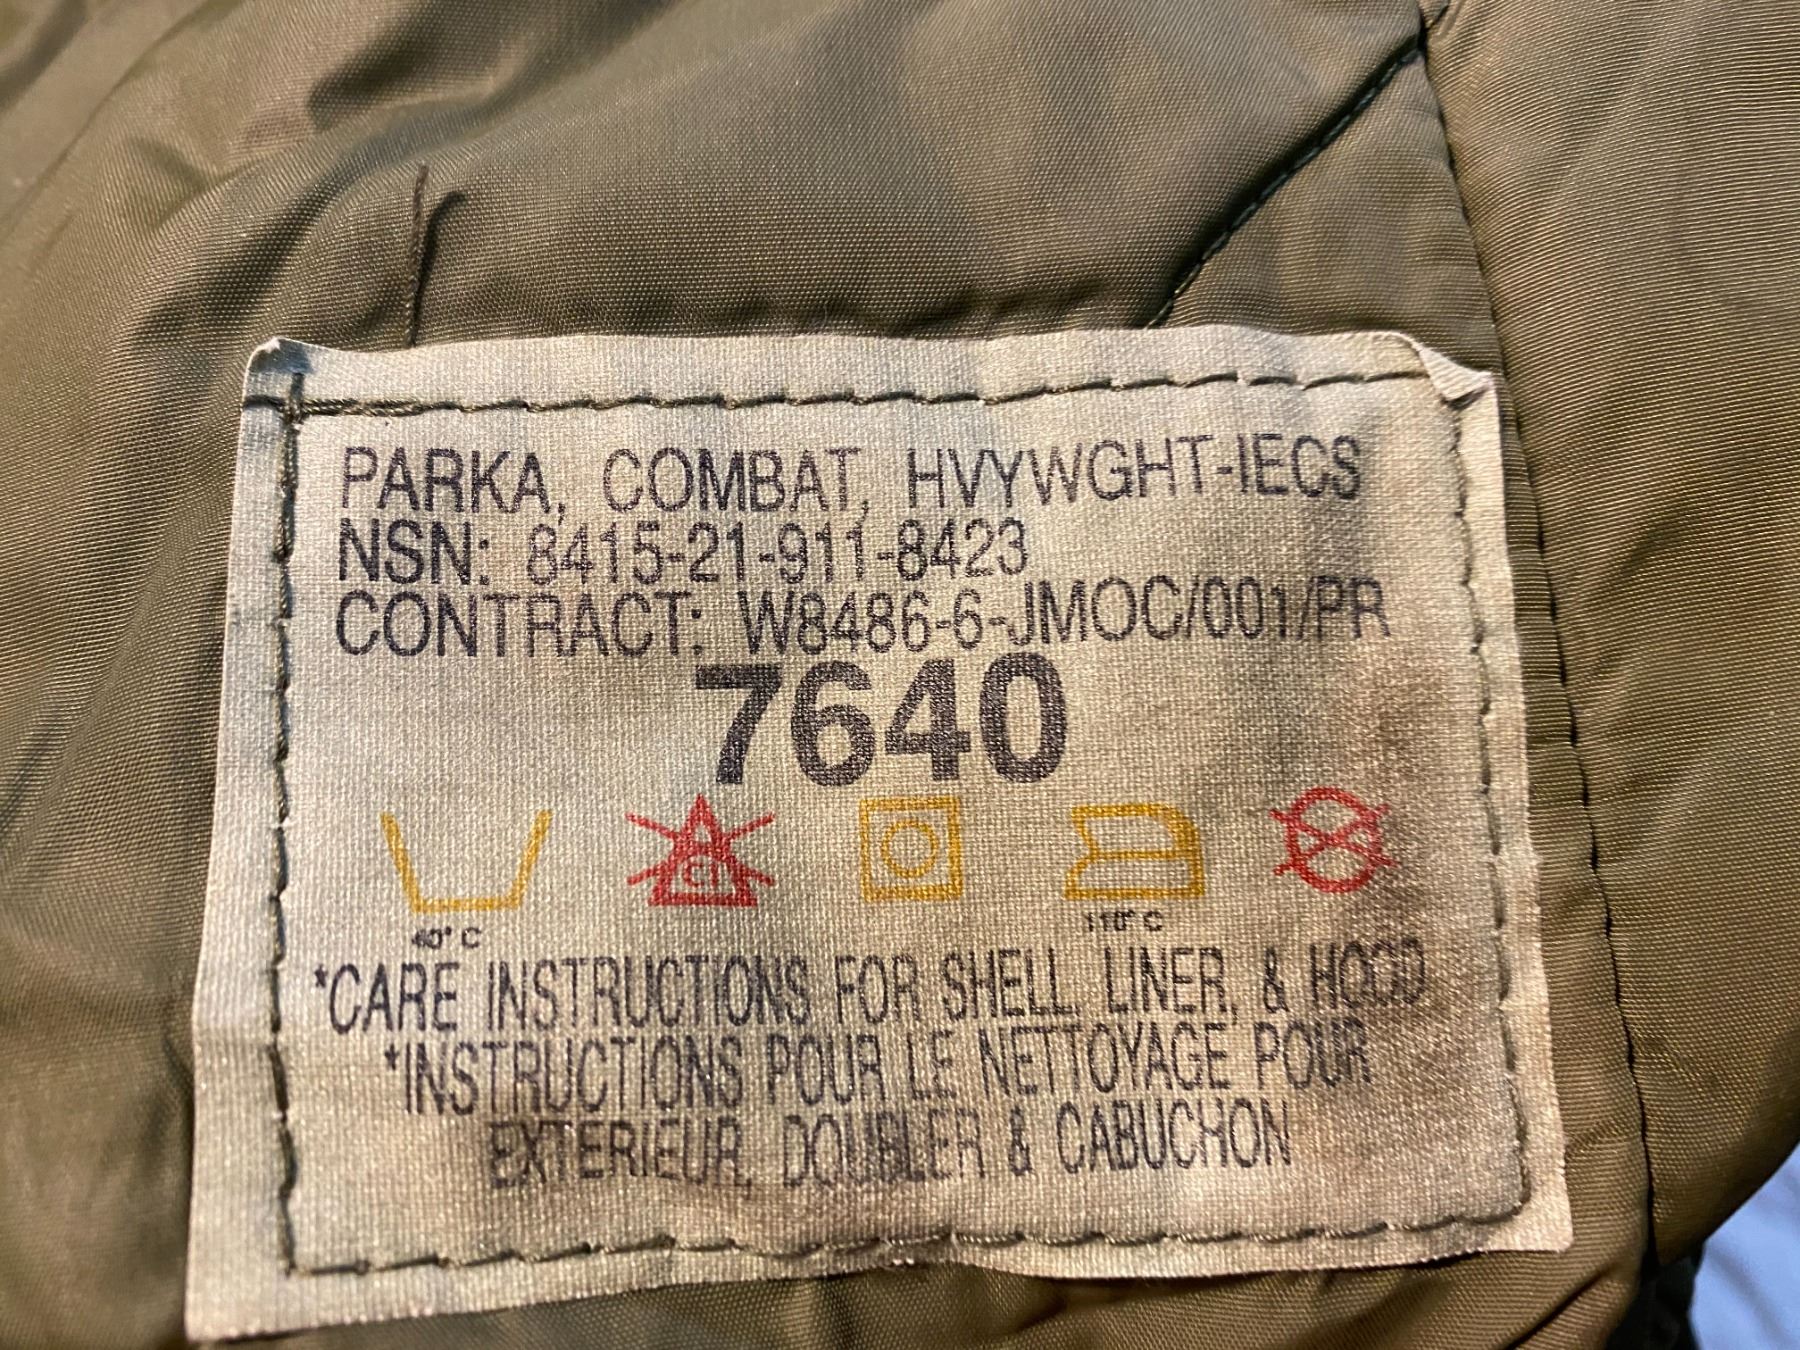 PARKA, COMBAT, HVYWGHT-IECS
NSN: 8415-21-911-8423
CONTRACT: W8486-6-JMOC/001/PR
7640
Cl
40° C
110° C
*CARE INSTRUCTIONS FOR SHELL, LINER, & HOOD
*INSTRUCTIONS POUR LE NETTOYAGE POUR
EXTERIEUR, DOUBLER & CABUCHON